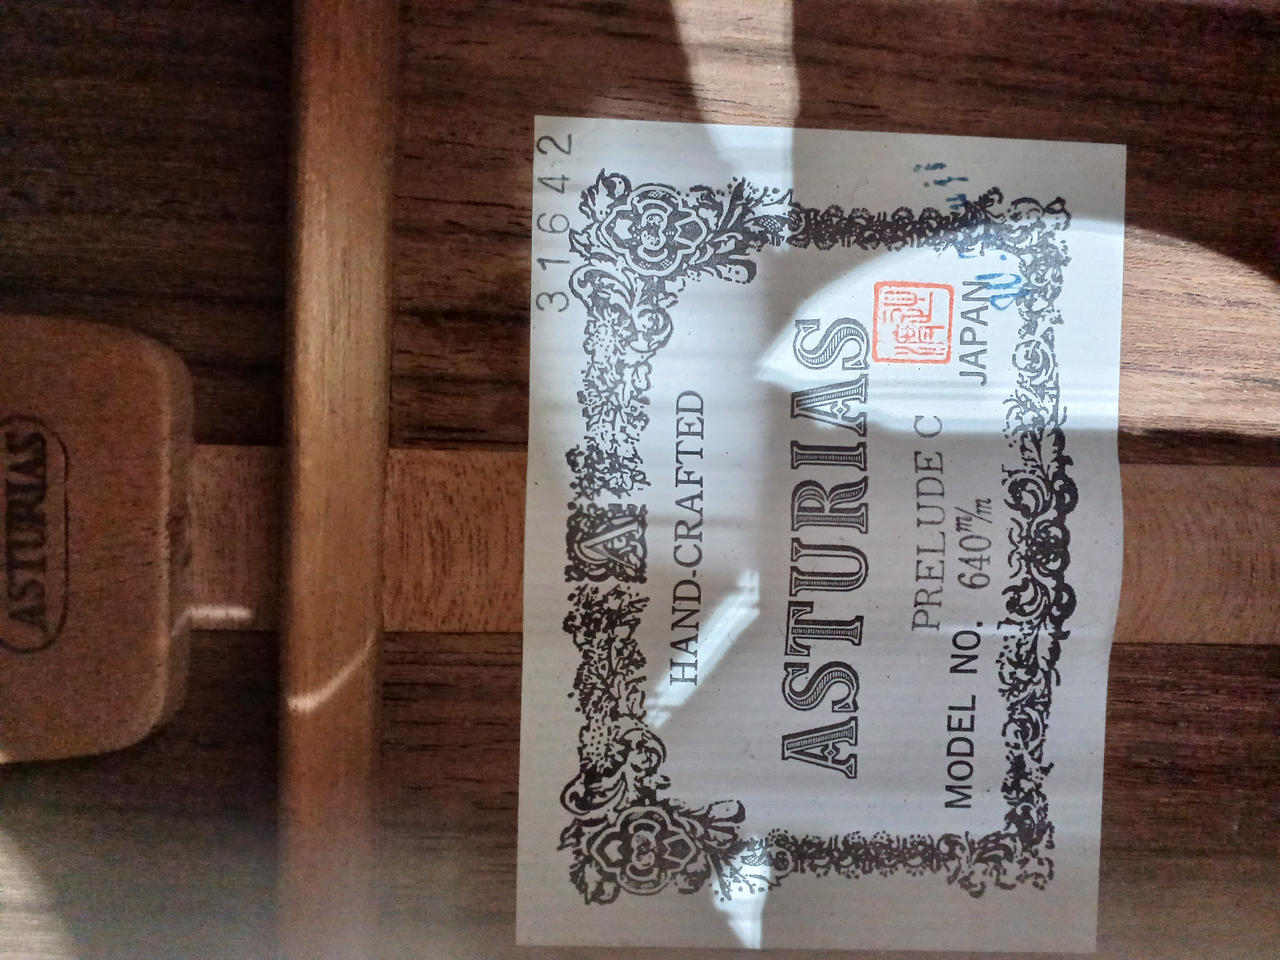 31642
HAND-CRAFTED
ASTURIAS
PRELUDE C
MODEL NO. 640m/m
JAPAN
ASTURIAS